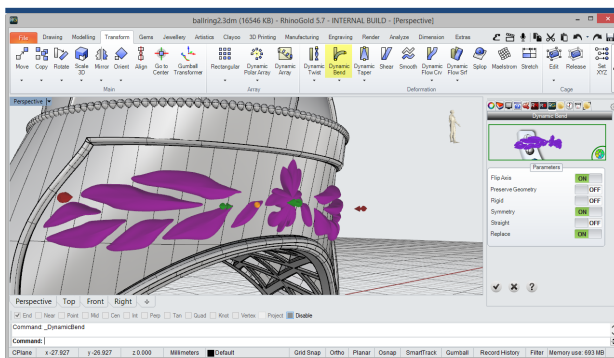 ballring2.3dm (16546 KB) - RhinoGold 5.7 - INTERNAL BUILD - [Perspective]
File Drawing Modelling Transform Gems Jewellery Artistics Clayoo 3D Printing Manufacturing Engraving Render Analyze Dimension Extras
Move Copy Rotate Scale 3D Mirror Orient Align Go to Center Gumball Transformer Rectangular Dynamic Polar Array Dynamic Array Dynamic Twist Dynamic Bend Dynamic Taper Shear Smooth Dynamic Flow Crv Dynamic Flow Srf Splop Maelstrom Stretch Edit Release Set XYZ
Main Array Deformation Cage
Perspective
Dynamic Bend
Parameters
Flip Axis ON
Preserve Geometry OFF
Rigid OFF
Symmetry ON
Straight OFF
Replace ON
Perspective Top Front Right
End Near Point Mid Cen Int Perp Tan Quad Knot Vertex Project Disable
Command: _DynamicBend
Command:
CPlane x -27.927 y -26.927 z 0.000 Millimeters Default Grid Snap Ortho Planar Osnap SmartTrack Gumball Record History Filter Memory use: 693 MB